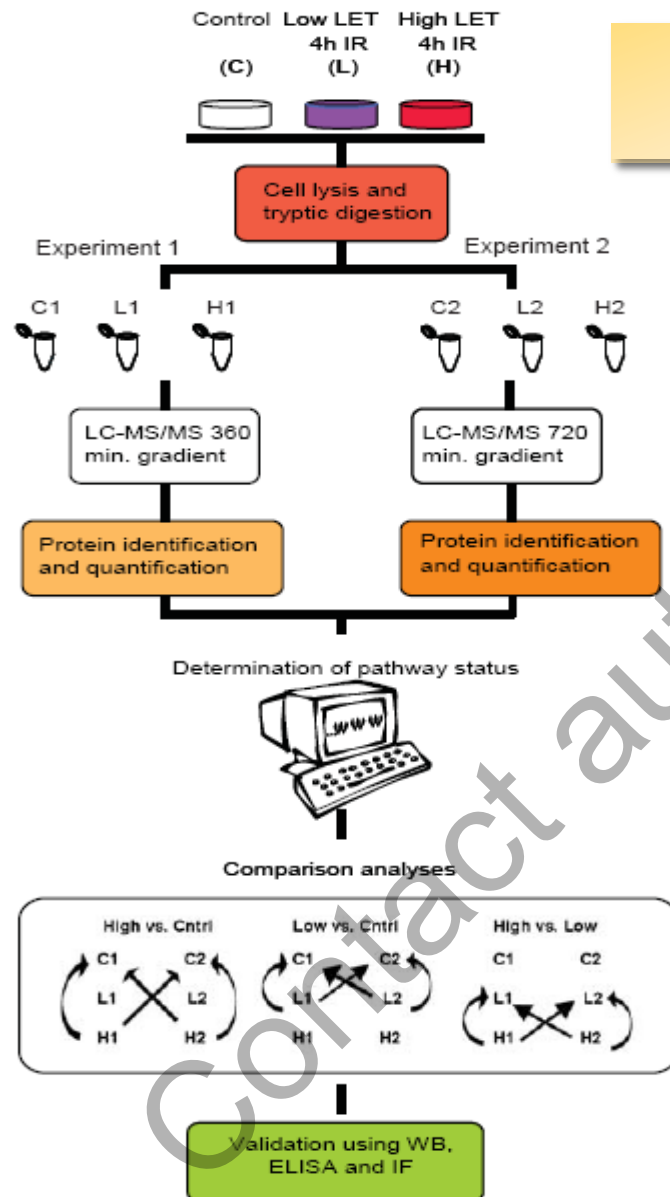 Control Low LET High LET
4h IR 4h IR
(C) (L) (H)
Cell lysis and
tryptic digestion
Experiment 1
Experiment 2
C1 L1 H1
C2 L2 H2
LC-MS/MS 360
min. gradient
LC-MS/MS 720
min. gradient
Protein identification
and quantification
Protein identification
and quantification
Determination of pathway status
WWW
Comparison analyses
High vs. Cntrl
C1 C2
L1 L2
H1 H2
Low vs. Cntrl
C1 C2
L1 L2
H1 H2
High vs. Low
C1 C2
L1 L2
H1 H2
Validation using WB,
ELISA and IF
Contact